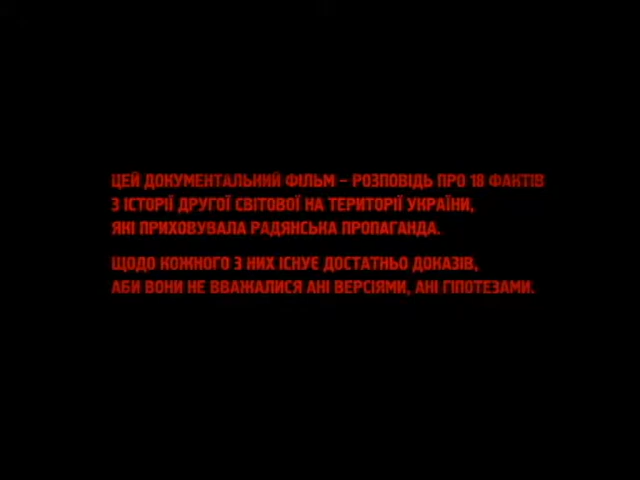 ЦЕЙ ДОКУМЕНТАЛЬНИЙ ФІЛЬМ – РОЗПОВІДЬ ПРО 18 ФАКТІВ
З ІСТОРІЇ ДРУГОЇ СВІТОВОЇ НА ТЕРИТОРІЇ УКРАЇНИ,
ЯКІ ПРИХОВУВАЛА РАДЯНСЬКА ПРОПАГАНДА.
ЩОДО КОЖНОГО З НИХ ІСНУЄ ДОСТАТНЬО ДОКАЗІВ,
АБИ ВОНИ НЕ ВВАЖАЛИСЯ АНІ ВЕРСІЯМИ, АНІ ГІПОТЕЗАМИ.